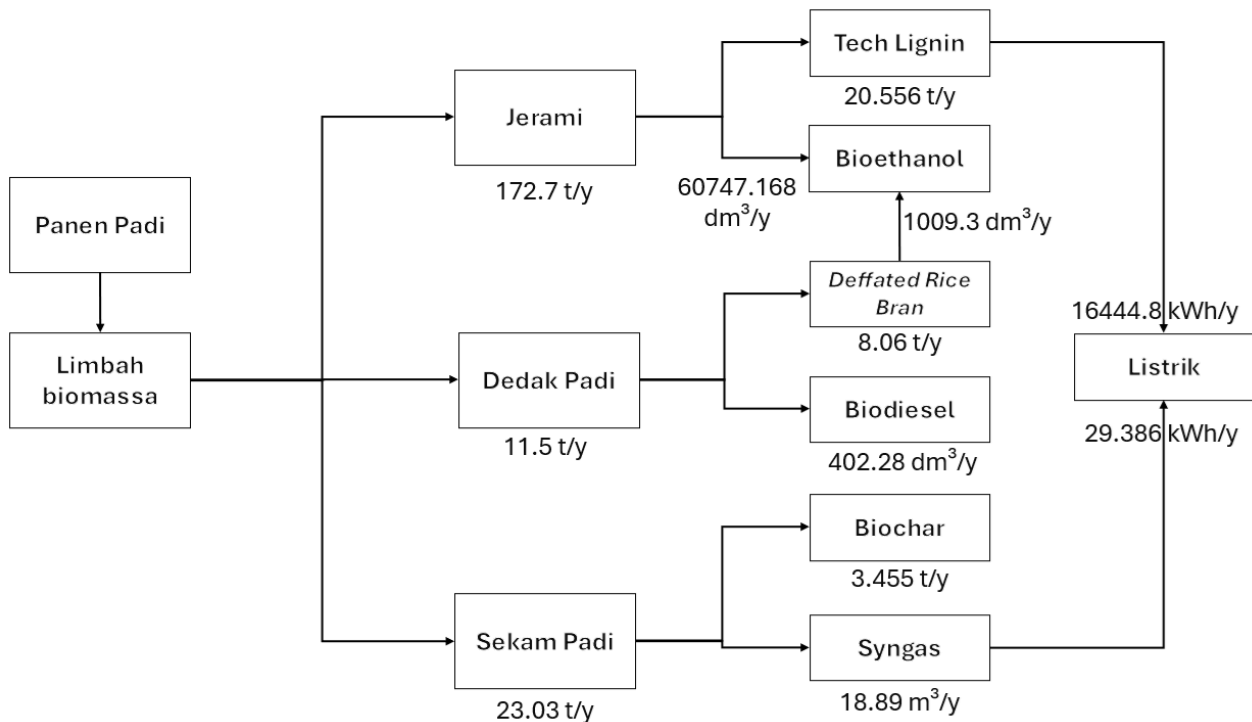 Tech Lignin
20.556 t/y
Jerami
172.7 t/y
60747.168
dm³/y
Bioethanol
1009.3 dm³/y
Panen Padi
Limbah
biomassa
Deffated Rice
Bran
8.06 t/y
Dedak Padi
11.5 t/y
Biodiesel
402.28 dm³/y
16444.8 kWh/y
Listrik
29.386 kWh/y
Biochar
3.455 t/y
Sekam Padi
23.03 t/y
Syngas
18.89 m³/y